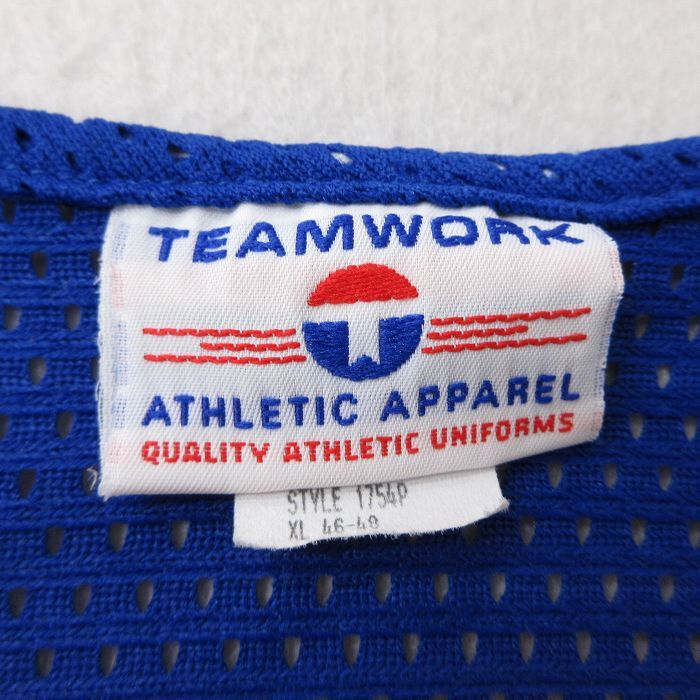 TEAMWORK
ATHLETIC APPAREL
QUALITY ATHLETIC UNIFORMS
STYLE 1754P
XL 46-48